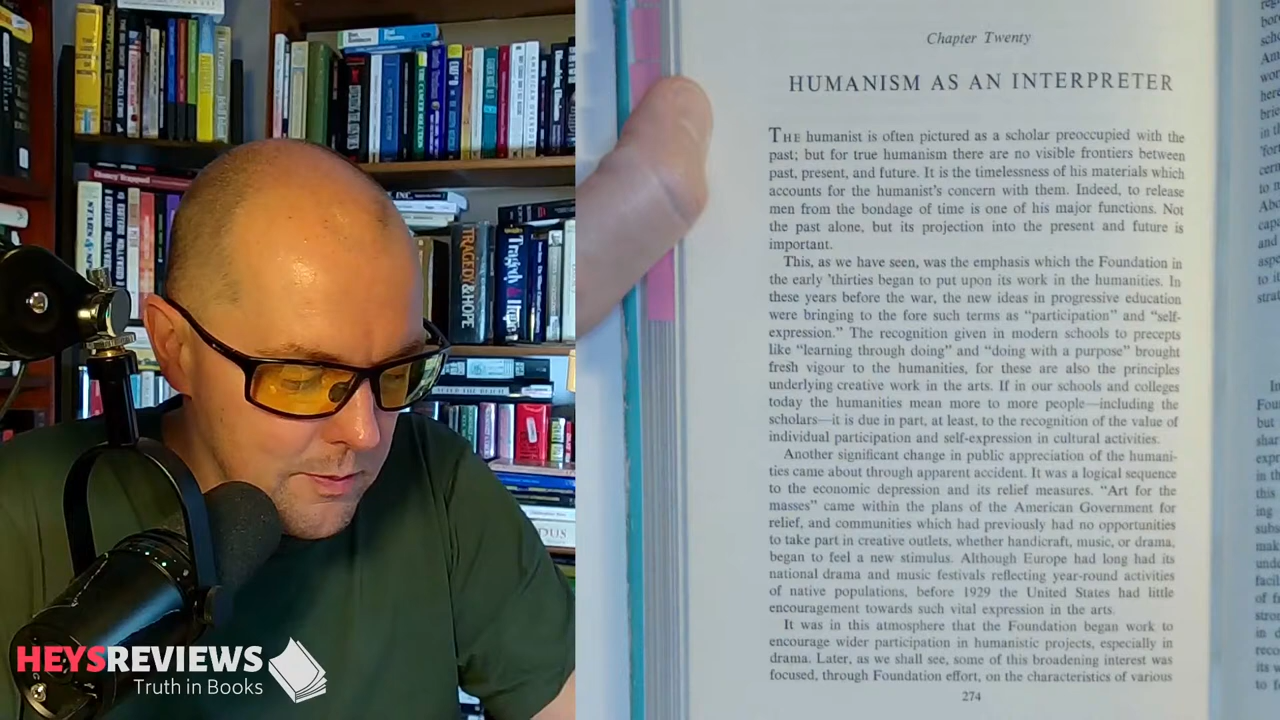 TRAGEDY & HOPE
Tragedy & Hope
HEYSREVIEWS
Truth in Books
Chapter Twenty
HUMANISM AS AN INTERPRETER
THE humanist is often pictured as a scholar preoccupied with the
past; but for true humanism there are no visible frontiers between
past, present, and future. It is the timelessness of his materials which
accounts for the humanist's concern with them. Indeed, to release
men from the bondage of time is one of his major functions. Not
the past alone, but its projection into the present and future is
important.
This, as we have seen, was the emphasis which the Foundation in
the early 'thirties began to put upon its work in the humanities. In
these years before the war, the new ideas in progressive education
were bringing to the fore such terms as “participation” and “self-
expression.” The recognition given in modern schools to precepts
like “learning through doing” and “doing with a purpose” brought
fresh vigour to the humanities, for these are also the principles
underlying creative work in the arts. If in our schools and colleges
today the humanities mean more to more people—including the
scholars—it is due in part, at least, to the recognition of the value of
individual participation and self-expression in cultural activities.
Another significant change in public appreciation of the humani-
ties came about through apparent accident. It was a logical sequence
to the economic depression and its relief measures. “Art for the
masses” came within the plans of the American Government for
relief, and communities which had previously had no opportunities
to take part in creative outlets, whether handicraft, music, or drama,
began to feel a new stimulus. Although Europe had long had its
national drama and music festivals reflecting year-round activities
of native populations, before 1929 the United States had little
encouragement towards such vital expression in the arts.
It was in this atmosphere that the Foundation began work to
encourage wider participation in humanistic projects, especially in
drama. Later, as we shall see, some of this broadening interest was
focused, through Foundation effort, on the characteristics of various
274